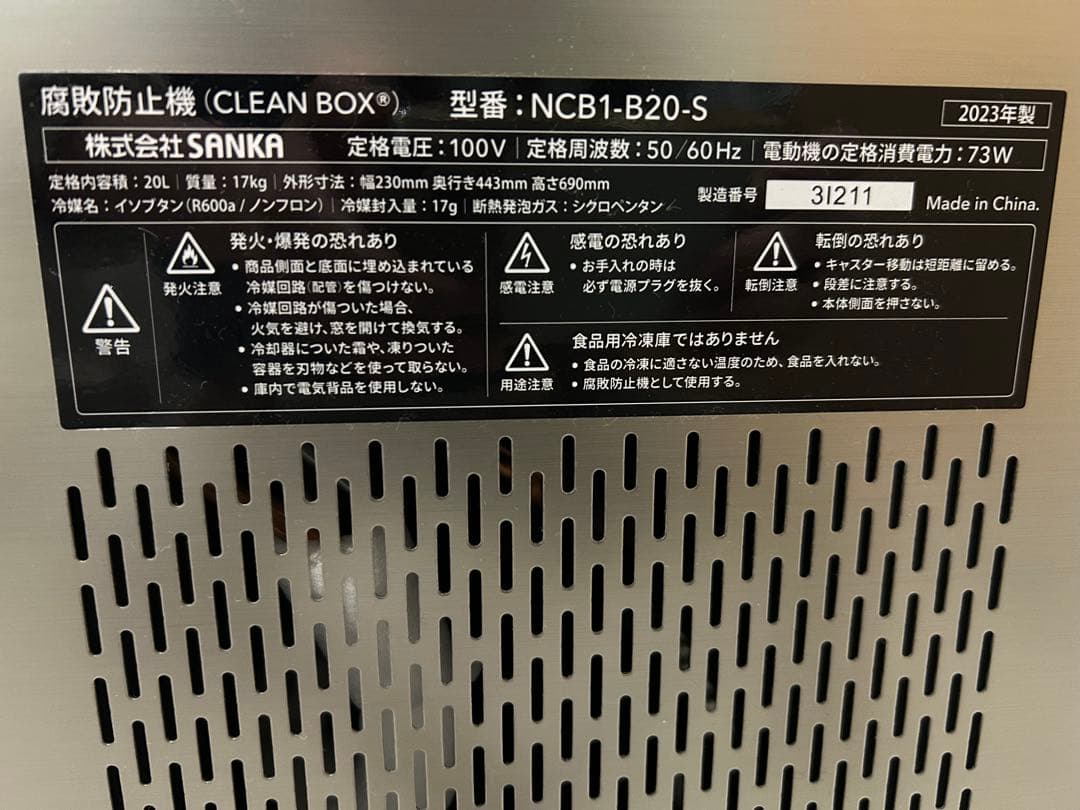 腐敗防止機(CLEAN BOX®) 型番:NCB1-B20-S 2023年製
株式会社SANKA 定格電圧:100V | 定格周波数:50/60Hz | 電動機の定格消費電力:73W
定格内容積:20L | 質量:17kg | 外形寸法:幅230mm 奥行き443mm 高さ690mm
冷媒名:イソブタン(R600a / ノンフロン) | 冷媒封入量:17g | 断熱発泡ガス:シクロペンタン
製造番号 3I211 Made in China.
警告
発火注意
発火・爆発の恐れあり
• 商品側面と底面に埋め込まれている
冷媒回路(配管)を傷つけない。
• 冷媒回路が傷ついた場合、
火気を避け、窓を開けて換気する。
• 冷却器についた霜や、凍りついた
容器を刃物などを使って取らない。
• 庫内で電気背品を使用しない。
感電注意
感電の恐れあり
• お手入れの時は
必ず電源プラグを抜く。
転倒注意
転倒の恐れあり
• キャスター移動は短距離に留める。
• 段差に注意する。
• 本体側面を押さない。
用途注意
食品用冷凍庫ではありません
• 食品の冷凍に適さない温度のため、食品を入れない。
• 腐敗防止機として使用する。